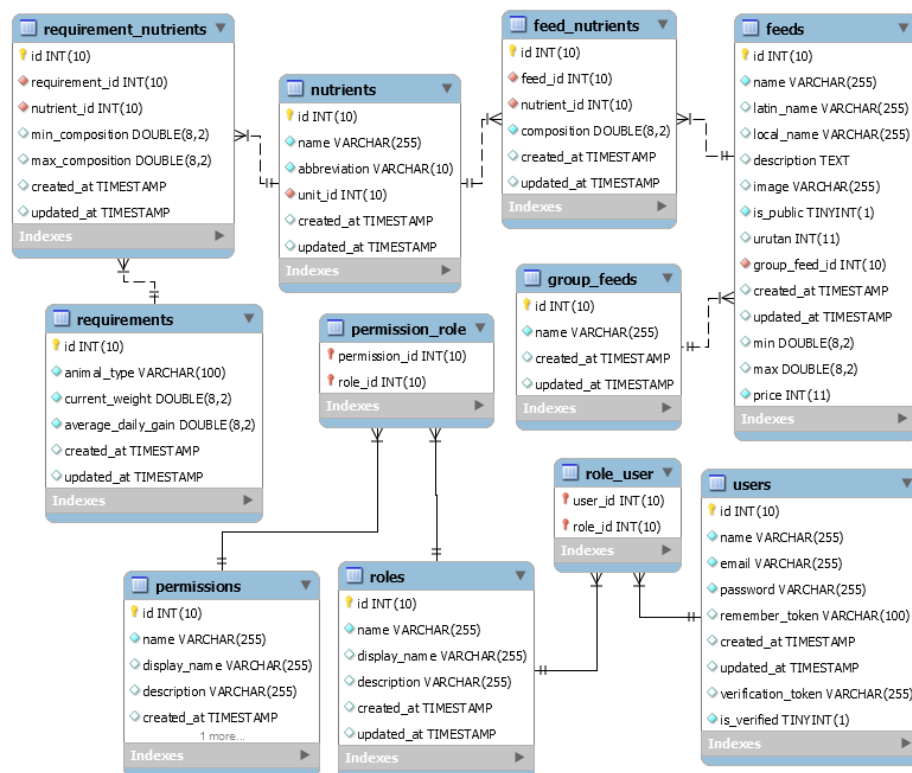 requirement_nutrients
id INT(10)
requirement_id INT(10)
nutrient_id INT(10)
min_composition DOUBLE(8,2)
max_composition DOUBLE(8,2)
created_at TIMESTAMP
updated_at TIMESTAMP
Indexes
nutrients
id INT(10)
name VARCHAR(255)
abbreviation VARCHAR(10)
unit_id INT(10)
created_at TIMESTAMP
updated_at TIMESTAMP
Indexes
feed_nutrients
id INT(10)
feed_id INT(10)
nutrient_id INT(10)
composition DOUBLE(8,2)
created_at TIMESTAMP
updated_at TIMESTAMP
Indexes
feeds
id INT(10)
name VARCHAR(255)
latin_name VARCHAR(255)
local_name VARCHAR(255)
description TEXT
image VARCHAR(255)
is_public TINYINT(1)
urutan INT(11)
group_feed_id INT(10)
created_at TIMESTAMP
updated_at TIMESTAMP
min DOUBLE(8,2)
max DOUBLE(8,2)
price INT(11)
Indexes
group_feeds
id INT(10)
name VARCHAR(255)
created_at TIMESTAMP
updated_at TIMESTAMP
Indexes
requirements
id INT(10)
animal_type VARCHAR(100)
current_weight DOUBLE(8,2)
average_daily_gain DOUBLE(8,2)
created_at TIMESTAMP
updated_at TIMESTAMP
Indexes
permission_role
permission_id INT(10)
role_id INT(10)
Indexes
role_user
user_id INT(10)
role_id INT(10)
Indexes
users
id INT(10)
name VARCHAR(255)
email VARCHAR(255)
password VARCHAR(255)
remember_token VARCHAR(100)
created_at TIMESTAMP
updated_at TIMESTAMP
verification_token VARCHAR(255)
is_verified TINYINT(1)
Indexes
permissions
id INT(10)
name VARCHAR(255)
display_name VARCHAR(255)
description VARCHAR(255)
created_at TIMESTAMP
1 more...
Indexes
roles
id INT(10)
name VARCHAR(255)
display_name VARCHAR(255)
description VARCHAR(255)
created_at TIMESTAMP
updated_at TIMESTAMP
Indexes